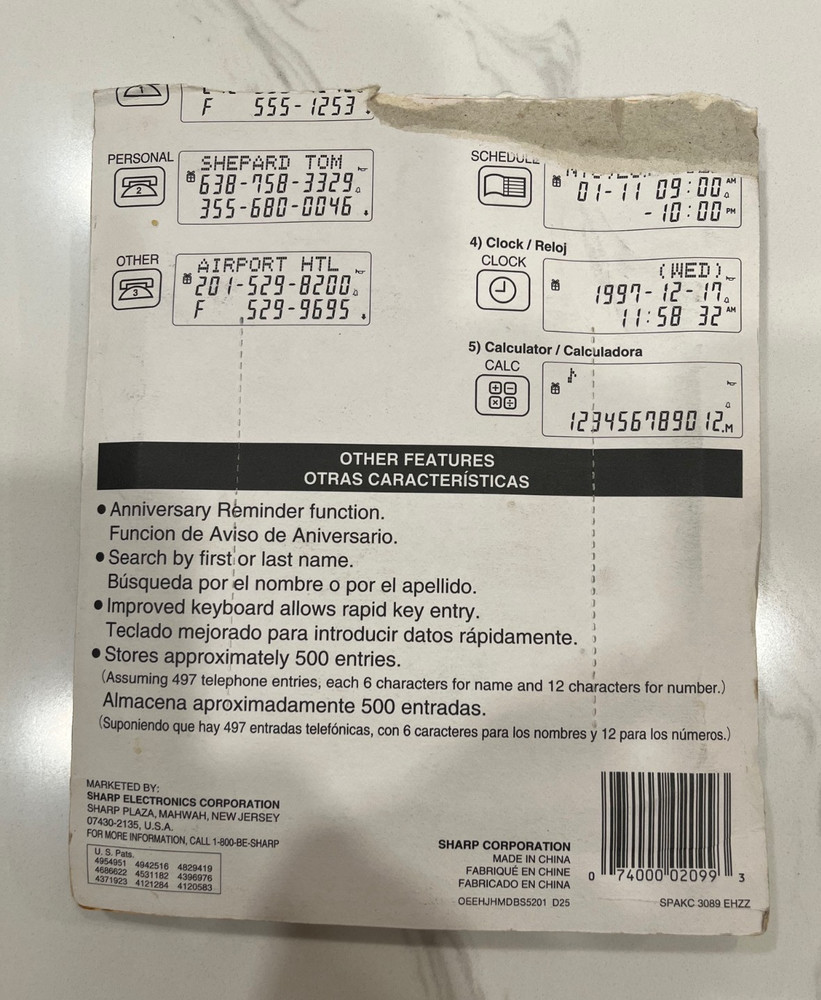 1
F 555-1253
PERSONAL
2
SHEPARD TOM
638-758-3329
355-680-0046
OTHER
3
AIRPORT HTL
201-529-8200
F 529-9695
SCHEDULE
01-11 09:00 AM
-10:00 PM
4) Clock / Reloj
CLOCK
(WED)
1997-12-17
11:58 32 AM
5) Calculator / Calculadora
CALC
123456789012.M
OTHER FEATURES
OTRAS CARACTERÍSTICAS
• Anniversary Reminder function.
Funcion de Aviso de Aniversario.
• Search by first or last name.
Búsqueda por el nombre o por el apellido.
• Improved keyboard allows rapid key entry.
Teclado mejorado para introducir datos rápidamente.
• Stores approximately 500 entries.
(Assuming 497 telephone entries, each 6 characters for name and 12 characters for number.)
Almacena aproximadamente 500 entradas.
(Suponiendo que hay 497 entradas telefónicas, con 6 caracteres para los nombres y 12 para los números.)
MARKETED BY:
SHARP ELECTRONICS CORPORATION
SHARP PLAZA, MAHWAH, NEW JERSEY
07430-2135, U.S.A.
FOR MORE INFORMATION, CALL 1-800-BE-SHARP
U. S. Pats.
4954951 4942516 4829419
4686622 4531182 4396976
4371923 4121284 4120583
SHARP CORPORATION
MADE IN CHINA
FABRIQUÉ EN CHINE
FABRICADO EN CHINA
OEEHJHMDBS5201 D25
0 74000 02099 3
SPAKC 3089 EHZZ